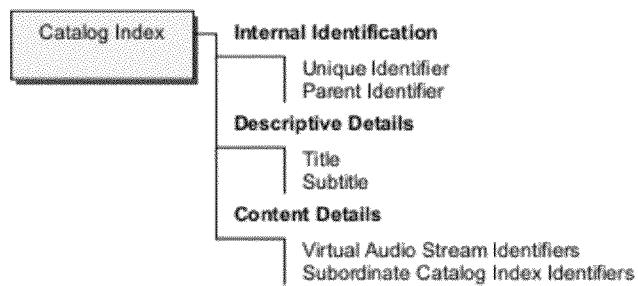 Catalog Index
Internal Identification
Unique Identifier
Parent Identifier
Descriptive Details
Title
Subtitle
Content Details
Virtual Audio Stream Identifiers
Subordinate Catalog Index Identifiers